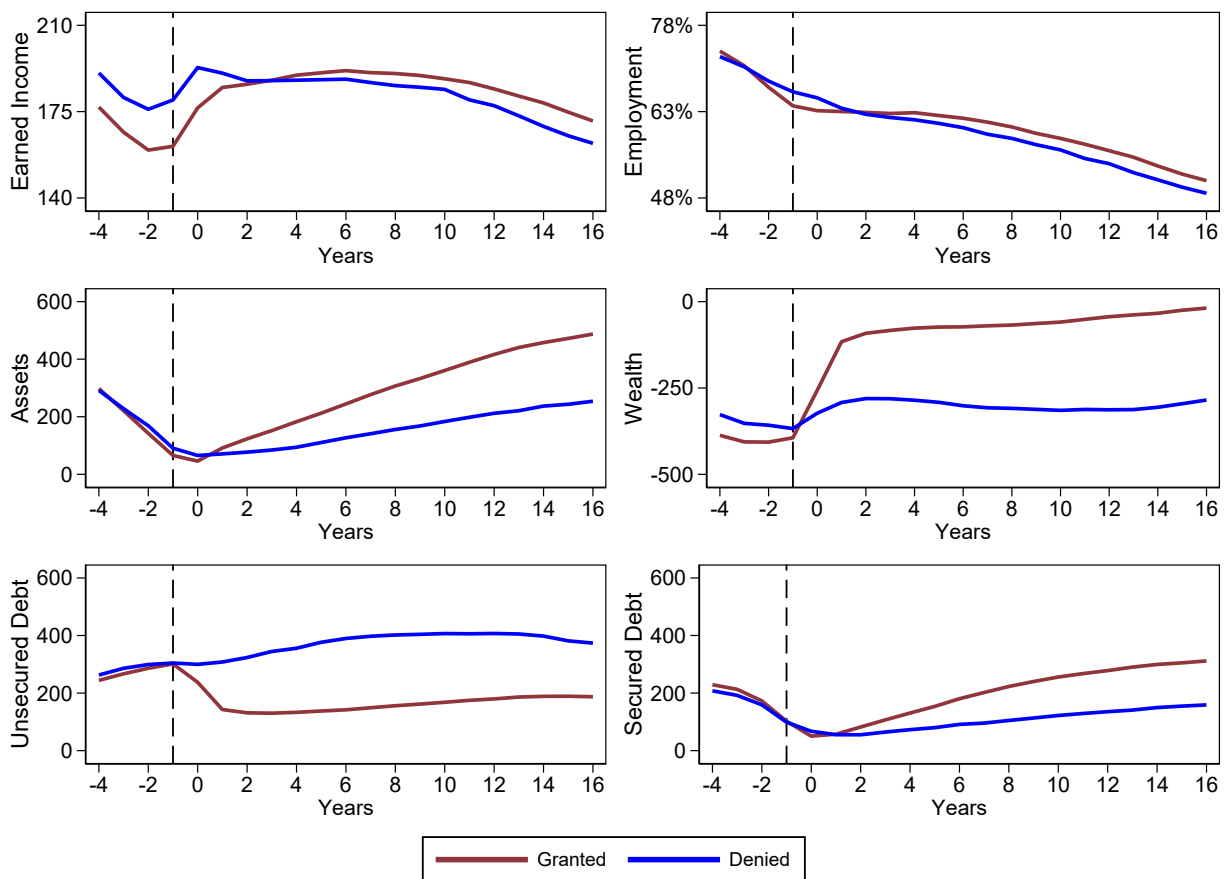 Earned Income
210
175
140
-4 -2 0 2 4 6 8 10 12 14 16
Years
Employment
78%
63%
48%
-4 -2 0 2 4 6 8 10 12 14 16
Years
Assets
600
400
200
0
-4 -2 0 2 4 6 8 10 12 14 16
Years
Wealth
0
-250
-500
-4 -2 0 2 4 6 8 10 12 14 16
Years
Unsecured Debt
600
400
200
0
-4 -2 0 2 4 6 8 10 12 14 16
Years
Secured Debt
600
400
200
0
-4 -2 0 2 4 6 8 10 12 14 16
Years
Granted Denied